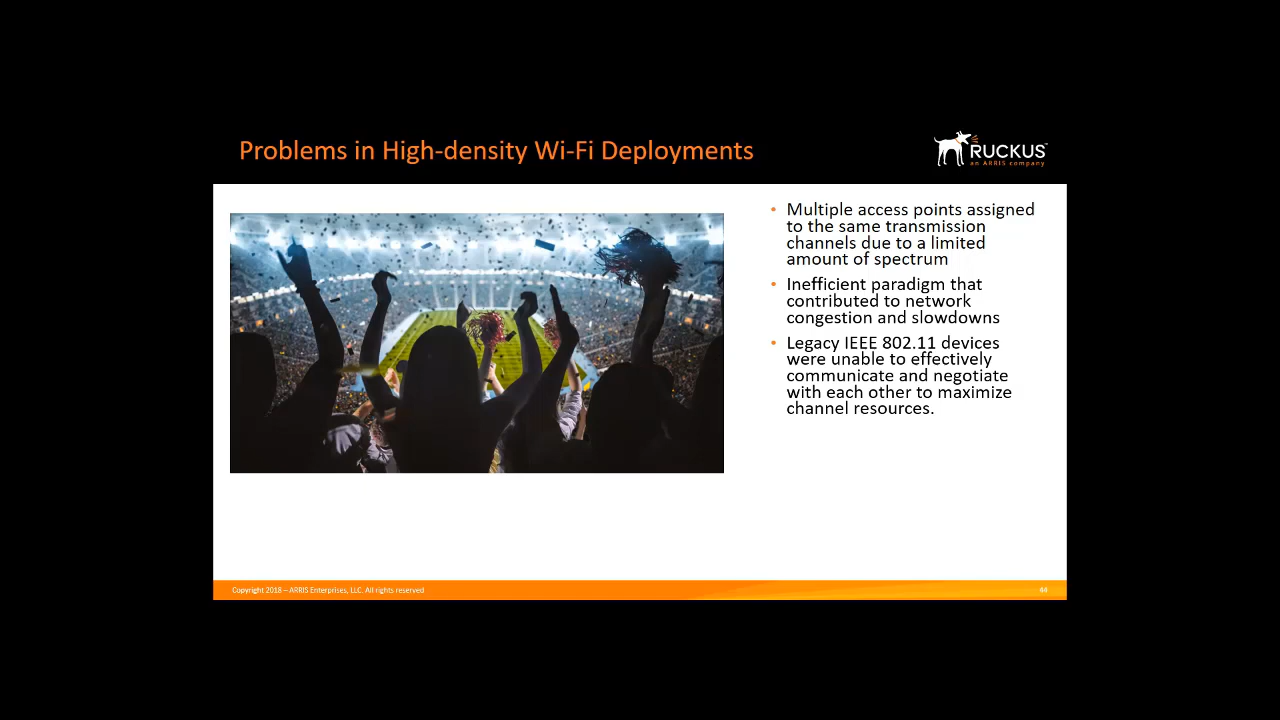 Problems in High-density Wi-Fi Deployments
RUCKUS
an ARRIS company
• Multiple access points assigned
to the same transmission
channels due to a limited
amount of spectrum
• Inefficient paradigm that
contributed to network
congestion and slowdowns
• Legacy IEEE 802.11 devices
were unable to effectively
communicate and negotiate
with each other to maximize
channel resources.
Copyright 2018 – ARRIS Enterprises, LLC. All rights reserved
44